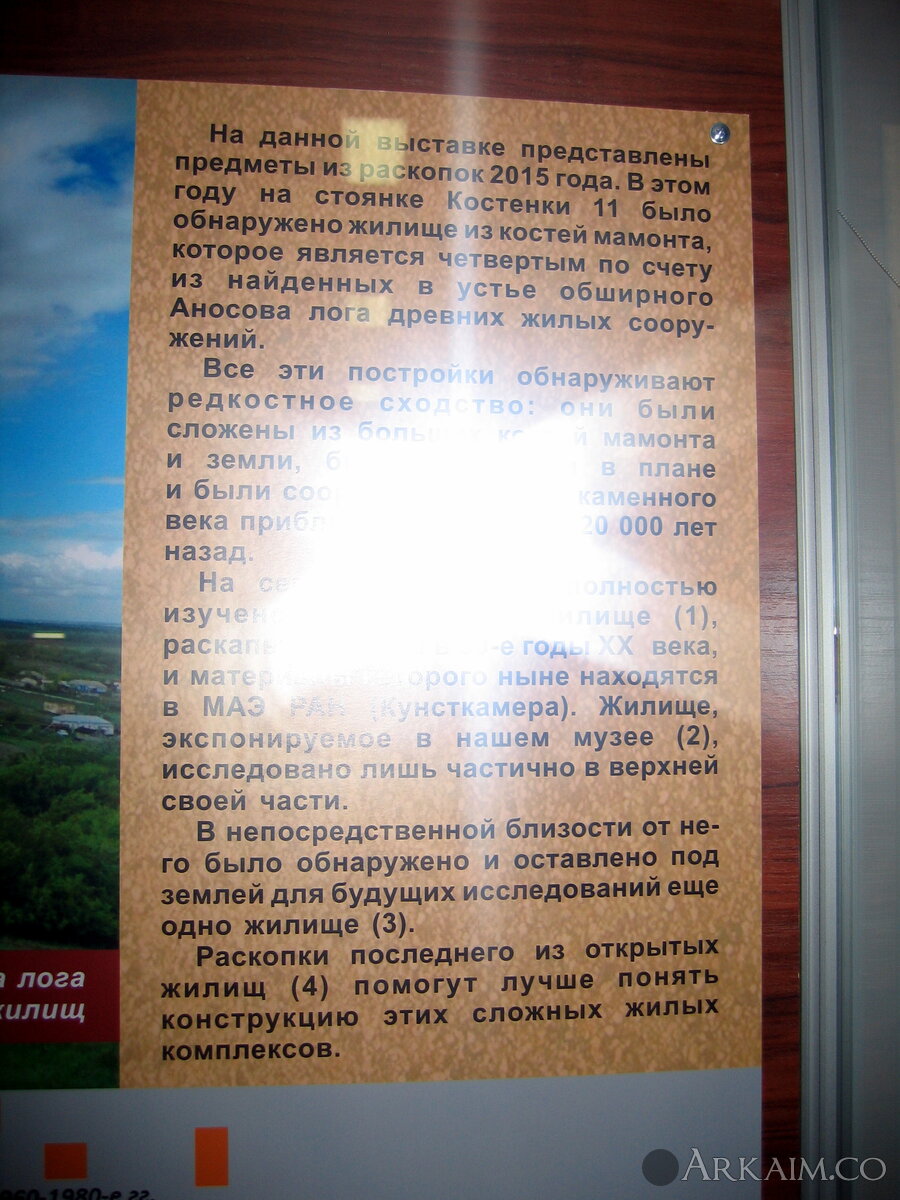 На данной выставке представлены
предметы из раскопок 2015 года. В этом
году на стоянке Костенки 11 было
обнаружено жилище из костей мамонта,
которое является четвертым по счету
из найденных в устье обширного
Аносова лога древних жилых соору-
жений.
Все эти постройки обнаруживают
редкостное сходство: они были
сложены из больших костей мамонта
и земли, в плане
и были каменного
века 20 000 лет
назад.
На полностью
жилище (1),
годы XX века,
и ныне находятся
в МАЭ РАН (Кунсткамера). Жилище,
экспонируемое в нашем музее (2),
исследовано лишь частично в верхней
своей части.
В непосредственной близости от не-
го было обнаружено и оставлено под
землей для будущих исследований еще
одно жилище (3).
Раскопки последнего из открытых
жилищ (4) помогут лучше понять
конструкцию этих сложных жилых
комплексов.
а лога
жилищ
960-1980-е гг.
ARKAIM.CO